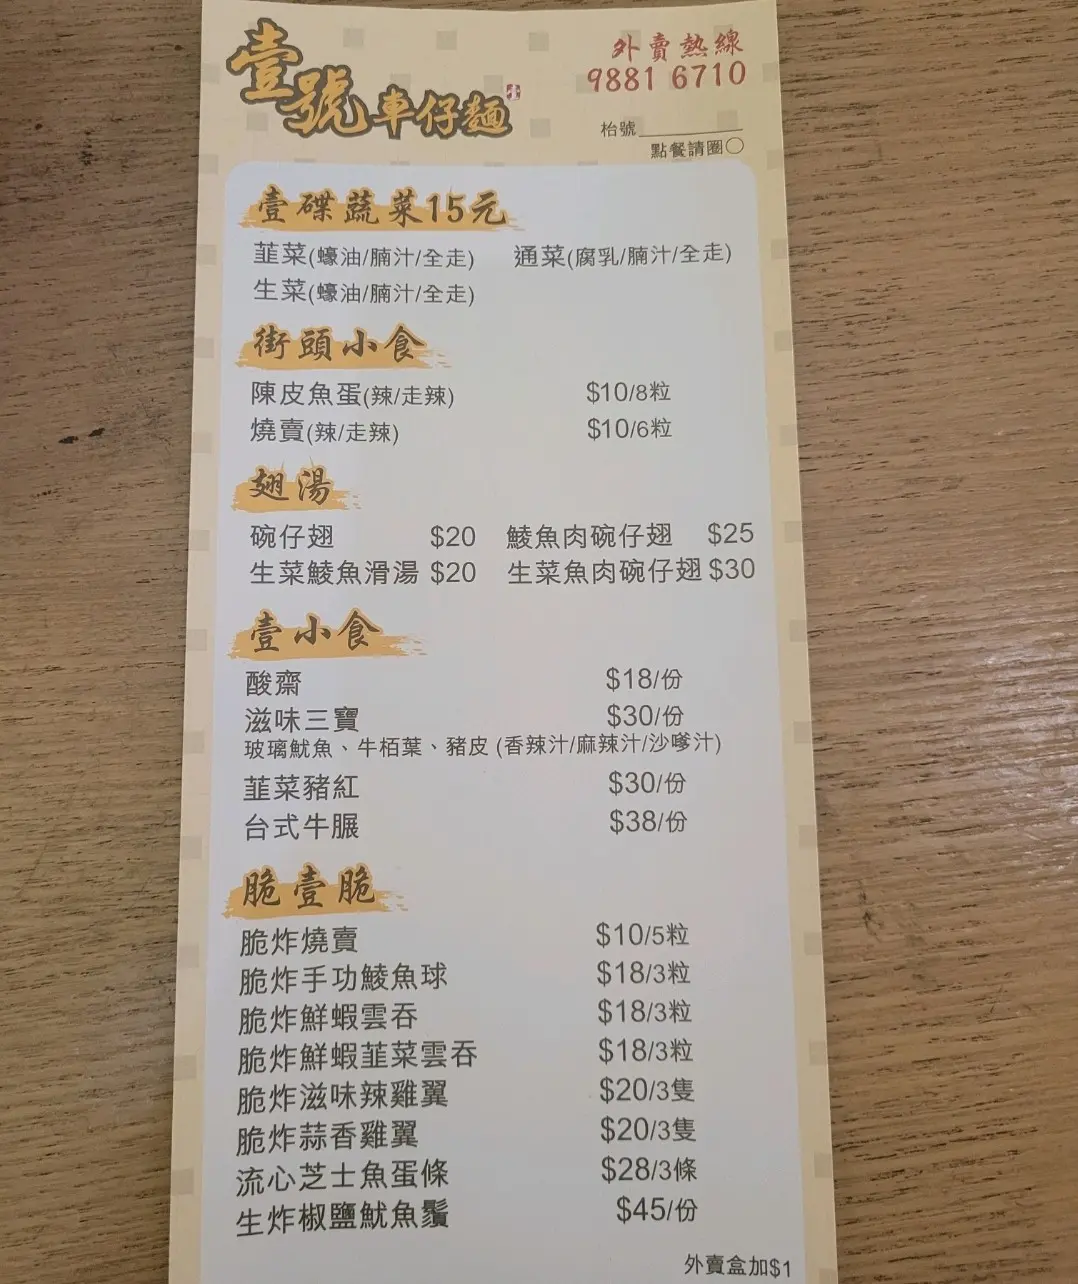 壹號車仔麵
外賣熱線
9881 6710
枱號
點餐請圈○
壹碟蔬菜15元
韮菜(蠔油/腩汁/全走) 通菜(腐乳/腩汁/全走)
生菜(蠔油/腩汁/全走)
街頭小食
陳皮魚蛋(辣/走辣) $10/8粒
燒賣(辣/走辣) $10/6粒
翅湯
碗仔翅 $20 鯪魚肉碗仔翅 $25
生菜鯪魚滑湯 $20 生菜魚肉碗仔翅 $30
壹小食
酸齋 $18/份
滋味三寶 $30/份
玻璃魷魚、牛栢葉、豬皮 (香辣汁/麻辣汁/沙嗲汁)
韮菜豬紅 $30/份
台式牛𦟌 $38/份
脆壹脆
脆炸燒賣 $10/5粒
脆炸手功鯪魚球 $18/3粒
脆炸鮮蝦雲吞 $18/3粒
脆炸鮮蝦韮菜雲吞 $18/3粒
脆炸滋味辣雞翼 $20/3隻
脆炸蒜香雞翼 $20/3隻
流心芝士魚蛋條 $28/3條
生炸椒鹽魷魚鬚 $45/份
外賣盒加$1